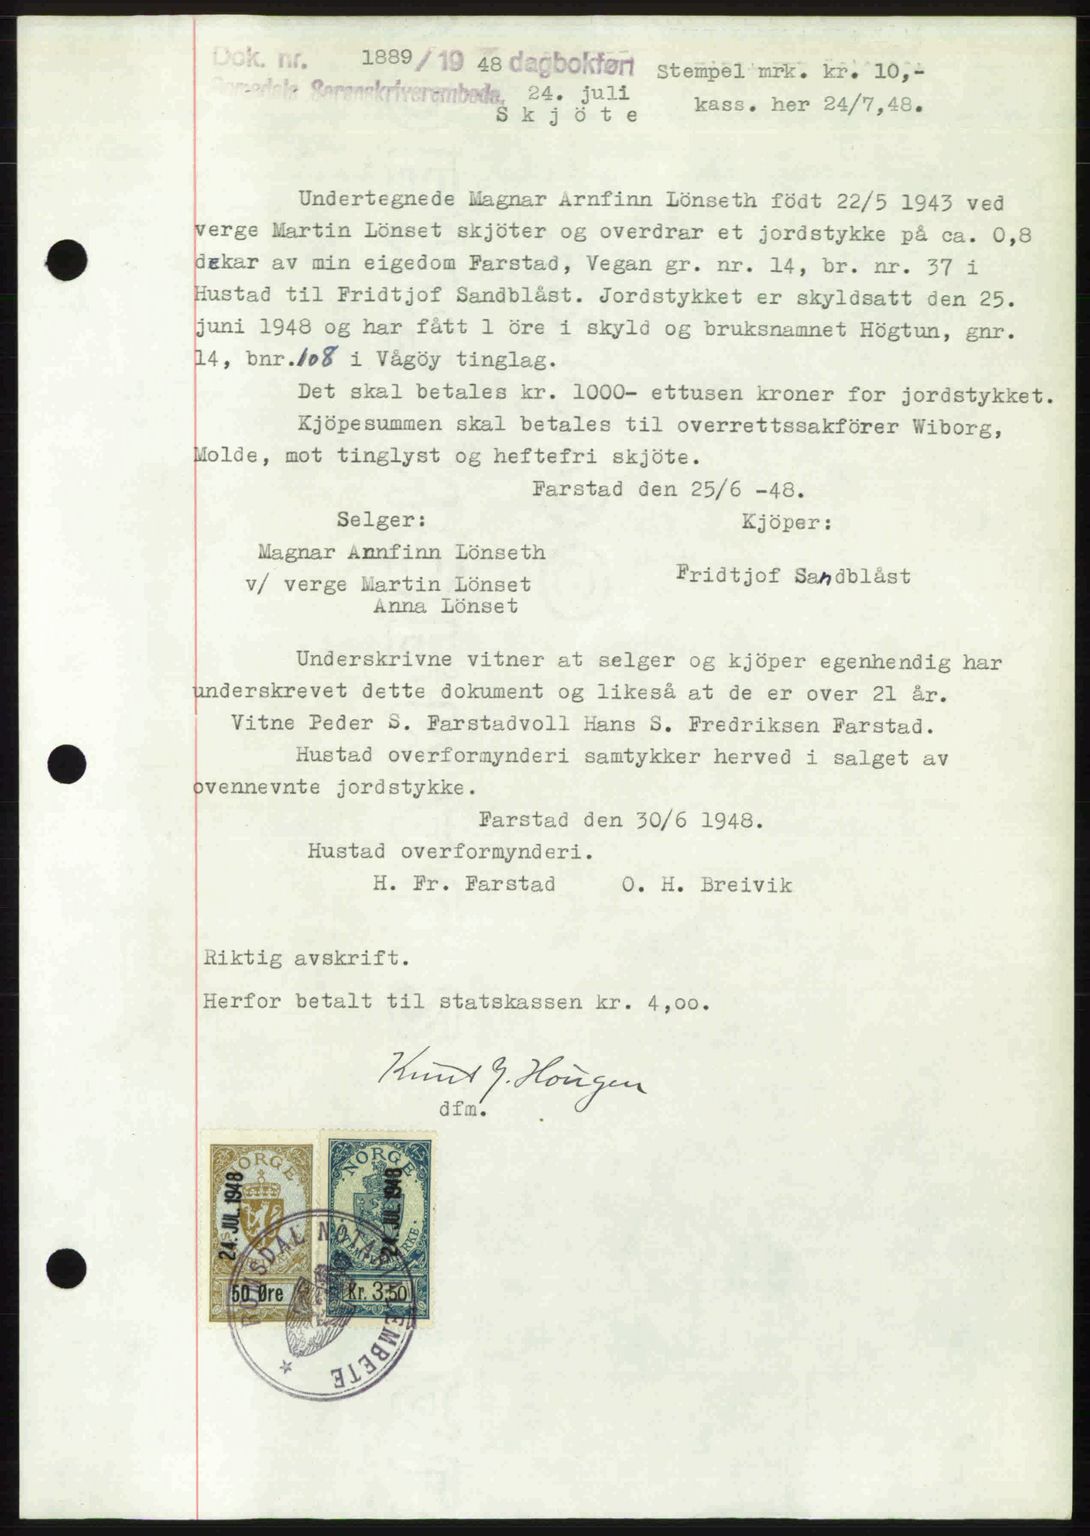 Dok. nr. 1889/19 48 dagbokført Stempel mrk. kr. 10,-
Romsdals Sorenskriverembede, 24. juli kass. her 24/7,48.
S k j ö t e
Undertegnede Magnar Arnfinn Lönseth födt 22/5 1943 ved
verge Martin Lönset skjöter og overdrar et jordstykke på ca. 0,8
dekar av min eigedom Farstad, Vegan gr. nr. 14, br. nr. 37 i
Hustad til Fridtjof Sandblåst. Jordstykket er skyldsatt den 25.
juni 1948 og har fått 1 öre i skyld og bruksnamnet Högtun, gnr.
14, bnr. 108 i Vågöy tinglag.
Det skal betales kr. 1000- ettusen kroner for jordstykket.
Kjöpesummen skal betales til overrettssakförer Wiborg,
Molde, mot tinglyst og heftefri skjöte.
Farstad den 25/6 -48.
Selger: Kjöper:
Magnar Annfinn Lönseth
v/ verge Martin Lönset Fridtjof Sandblåst
Anna Lönset
Underskrivne vitner at selger og kjöper egenhendig har
underskrevet dette dokument og likeså at de er over 21 år.
Vitne Peder S. Farstadvoll Hans S. Fredriksen Farstad.
Hustad overformynderi samtykker herved i salget av
ovennevnte jordstykke.
Farstad den 30/6 1948.
Hustad overformynderi.
H. Fr. Farstad O. H. Breivik
Riktig avskrift.
Herfor betalt til statskassen kr. 4,oo.
Knut J. Hougen
dfm.
NORGE NORGE
24. JUL. 1948 24. JUL. 1948
50 Øre Kr. 3.50
ROMSDAL NOTARIALEMBETE